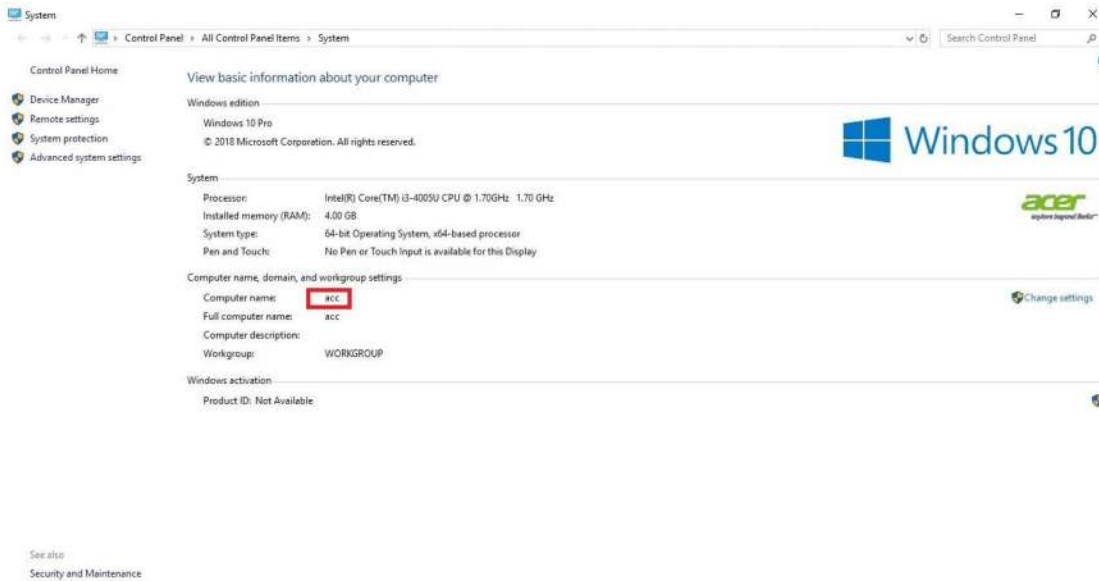 System
Control Panel › All Control Panel Items › System
Search Control Panel
Control Panel Home
Device Manager
Remote settings
System protection
Advanced system settings
View basic information about your computer
Windows edition
Windows 10 Pro
© 2018 Microsoft Corporation. All rights reserved.
Windows 10
System
Processor: Intel(R) Core(TM) i3-4005U CPU @ 1.70GHz 1.70 GHz
Installed memory (RAM): 4.00 GB
System type: 64-bit Operating System, x64-based processor
Pen and Touch: No Pen or Touch Input is available for this Display
acer
explore beyond limits™
Computer name, domain, and workgroup settings
Computer name: acc
Full computer name: acc
Computer description:
Workgroup: WORKGROUP
Change settings
Windows activation
Product ID: Not Available
See also
Security and Maintenance